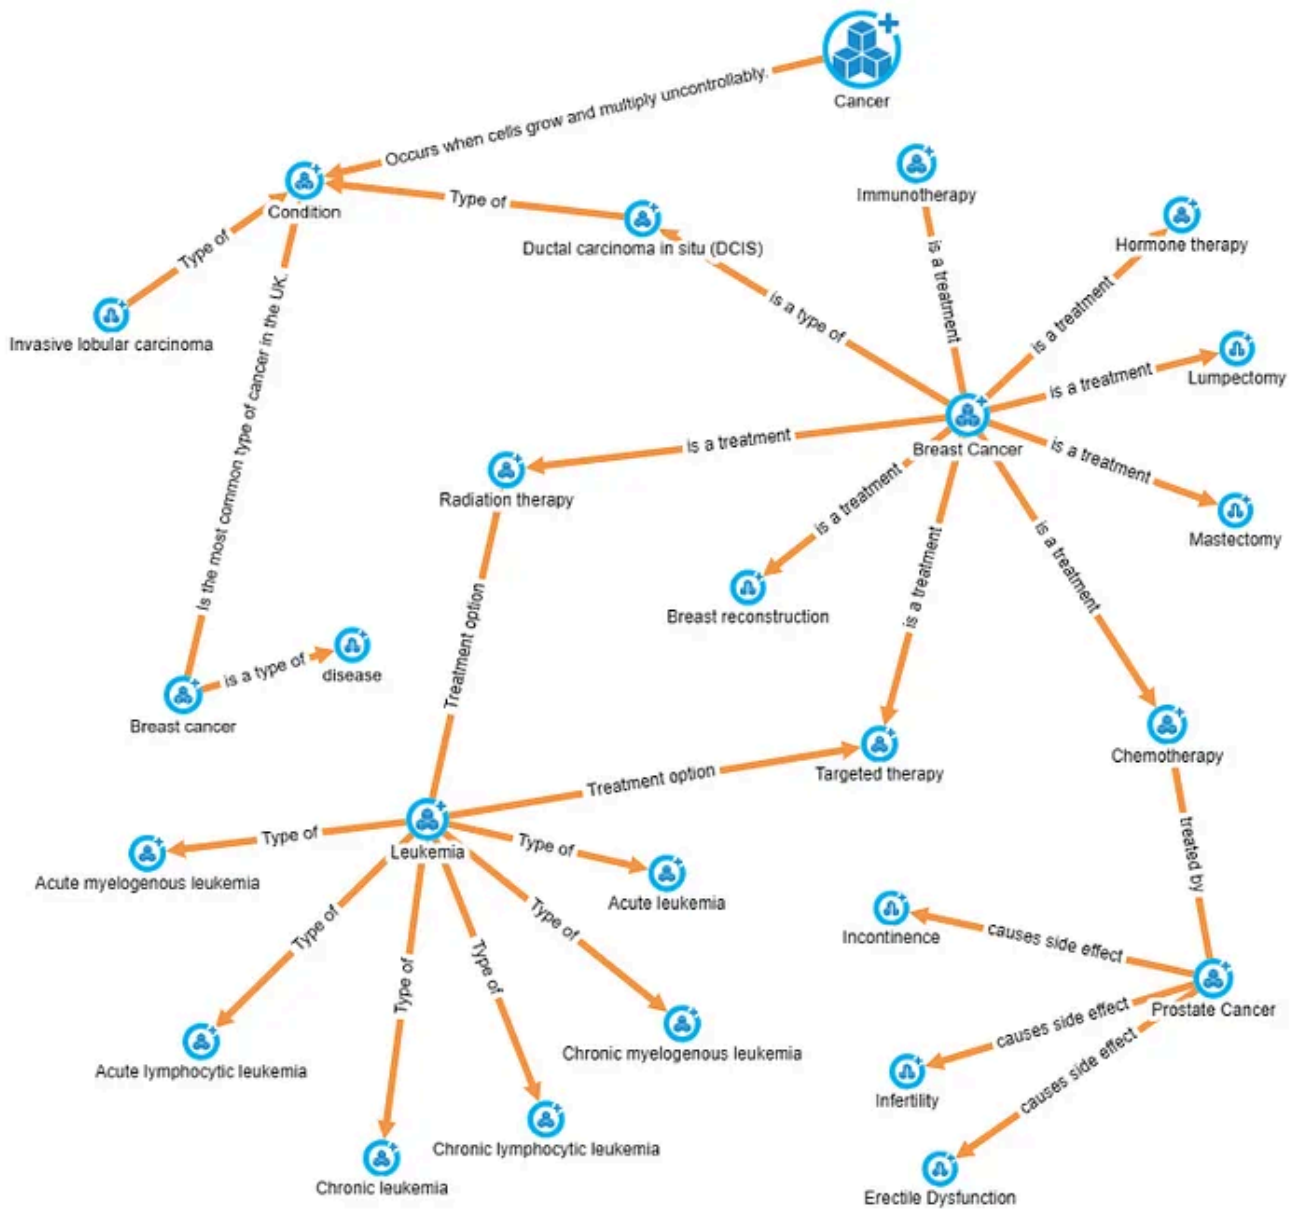 Cancer
Occurs when cells grow and multiply uncontrollably.
Immunotherapy
Condition
Type of
Ductal carcinoma in situ (DCIS)
Hormone therapy
Type of
is a treatment
is a type of
is a treatment
Invasive lobular carcinoma
Is the most common type of cancer in the UK.
is a treatment
Lumpectomy
is a treatment
Breast Cancer
is a treatment
Radiation therapy
is a treatment
Mastectomy
is a treatment
is a treatment
Breast reconstruction
Treatment option
is a type of
disease
Breast cancer
Chemotherapy
Treatment option
Targeted therapy
Type of
Leukemia
Type of
treated by
Acute myelogenous leukemia
Acute leukemia
Type of
Type of
Type of
Type of
Incontinence
causes side effect
Prostate Cancer
causes side effect
Chronic myelogenous leukemia
Acute lymphocytic leukemia
Infertility
causes side effect
Chronic lymphocytic leukemia
Chronic leukemia
Erectile Dysfunction